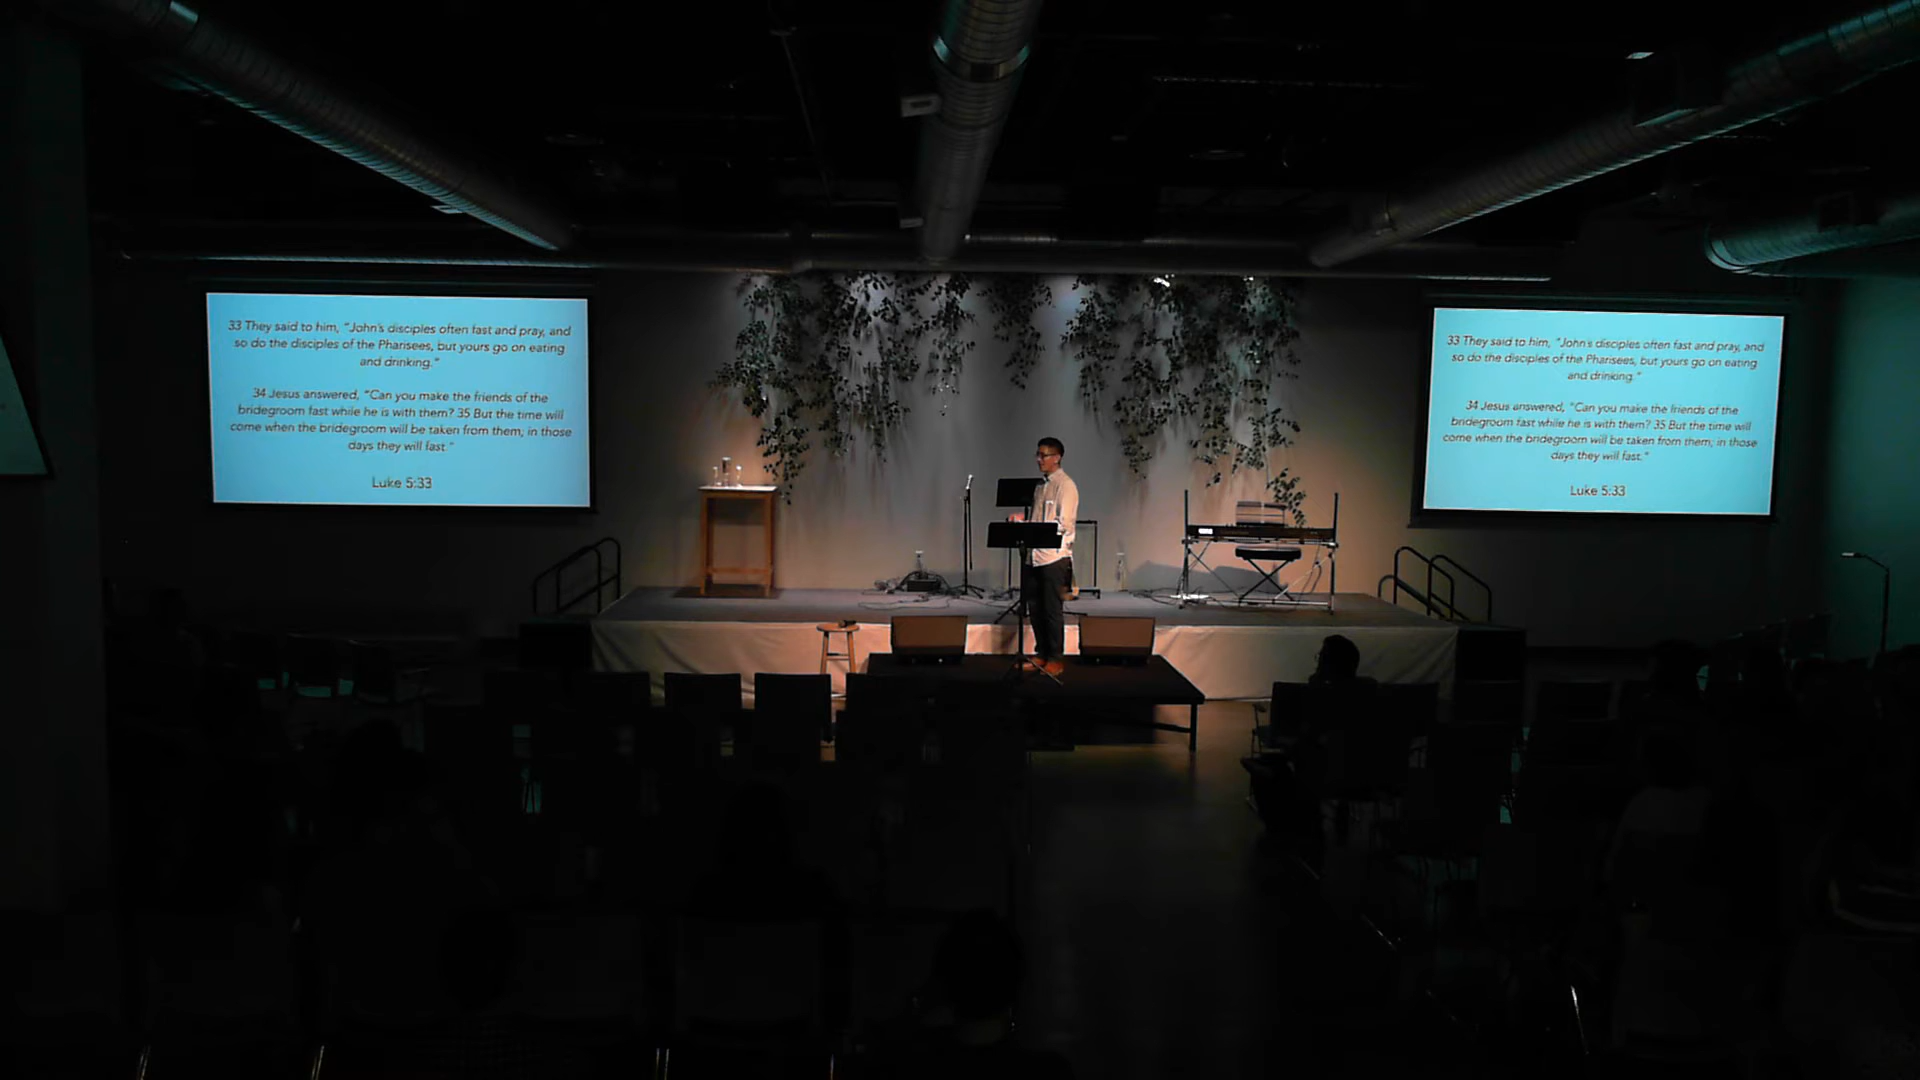 33 They said to him, "John's disciples often fast and pray, and
so do the disciples of the Pharisees, but yours go on eating
and drinking."
34 Jesus answered, "Can you make the friends of the
bridegroom fast while he is with them? 35 But the time will
come when the bridegroom will be taken from them; in those
days they will fast."
Luke 5:33
33 They said to him, "John's disciples often fast and pray, and
so do the disciples of the Pharisees, but yours go on eating
and drinking."
34 Jesus answered, "Can you make the friends of the
bridegroom fast while he is with them? 35 But the time will
come when the bridegroom will be taken from them; in those
days they will fast."
Luke 5:33